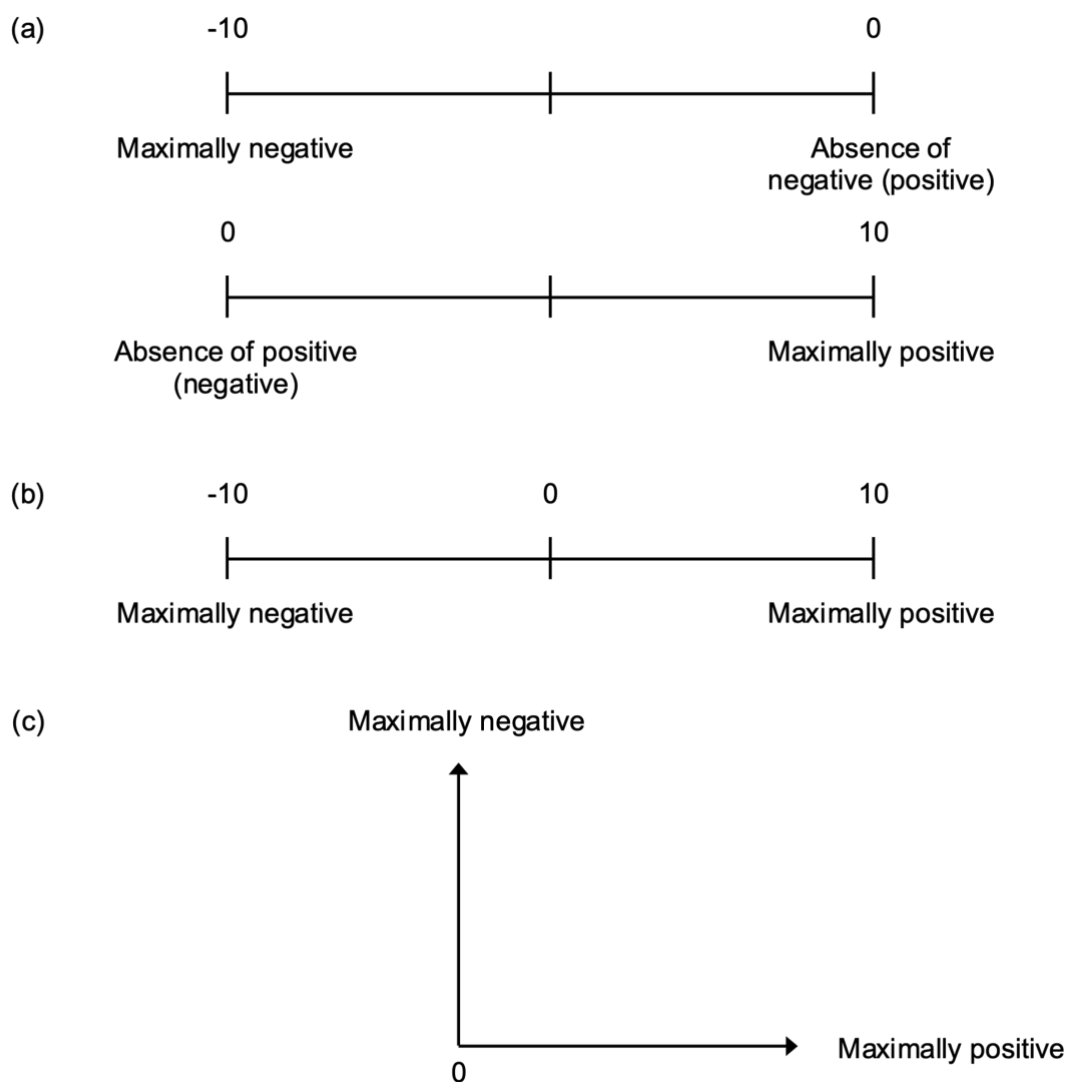 (a) -10 0
Maximally negative Absence of
negative (positive)
0 10
Absence of positive Maximally positive
(negative)
(b) -10 0 10
Maximally negative Maximally positive
(c) Maximally negative
Maximally positive
0